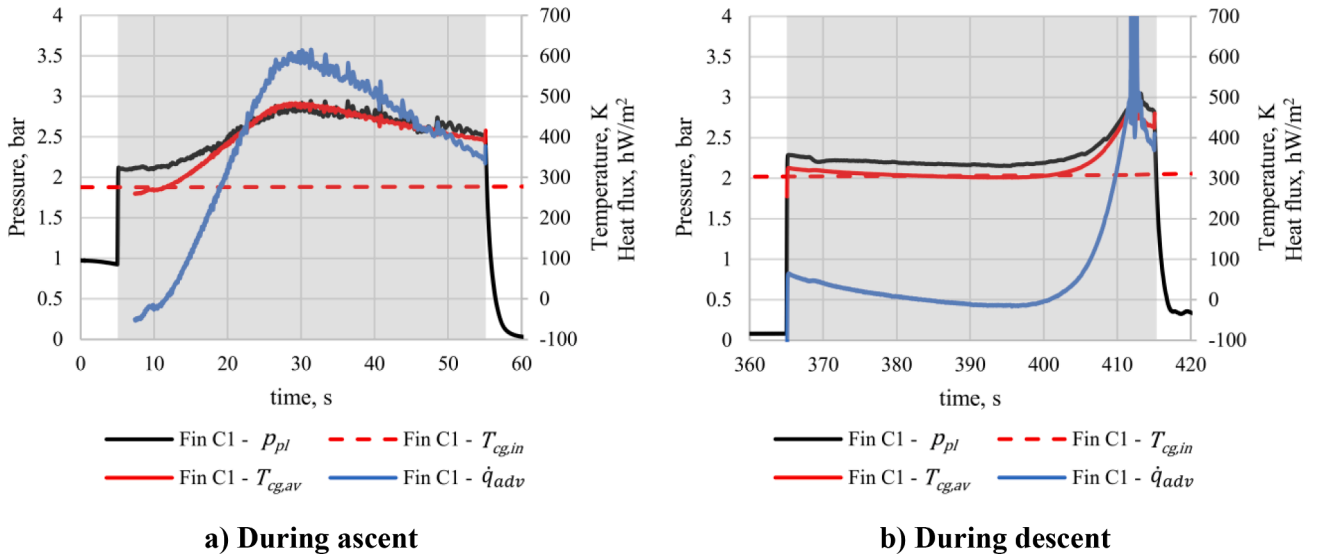 4
3.5
3
2.5
2
1.5
1
0.5
0
Pressure, bar
700
600
500
400
300
200
100
0
-100
Temperature, K
Heat flux, hW/m²
0 10 20 30 40 50 60
time, s
Fin C1 - p_pl
Fin C1 - T_cg,in
Fin C1 - T_cg,av
Fin C1 - q̇_adv
a) During ascent
4
3.5
3
2.5
2
1.5
1
0.5
0
Pressure, bar
700
600
500
400
300
200
100
0
-100
Temperature, K
Heat flux, hW/m²
360 370 380 390 400 410 420
time, s
Fin C1 - p_pl
Fin C1 - T_cg,in
Fin C1 - T_cg,av
Fin C1 - q̇_adv
b) During descent